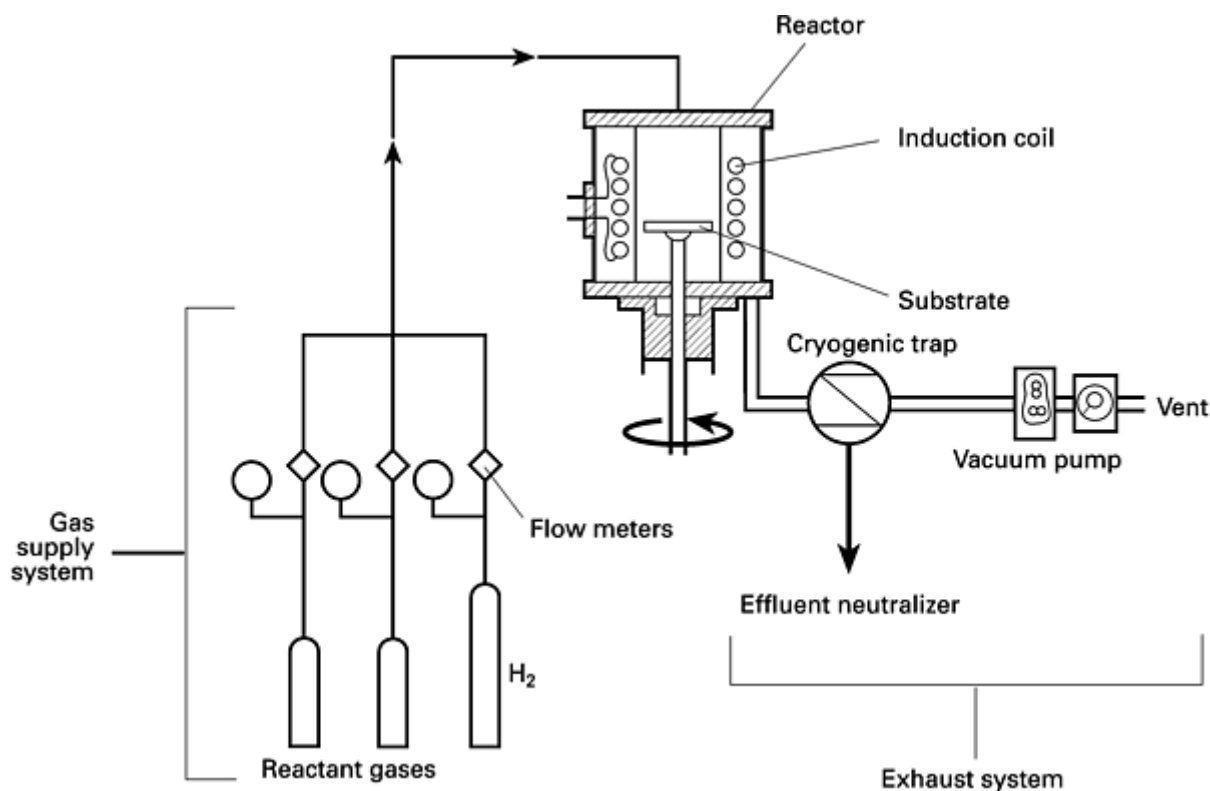 Reactor
Induction coil
Substrate
Cryogenic trap
Vent
Vacuum pump
Flow meters
Gas
supply
system
Effluent neutralizer
H₂
Reactant gases
Exhaust system